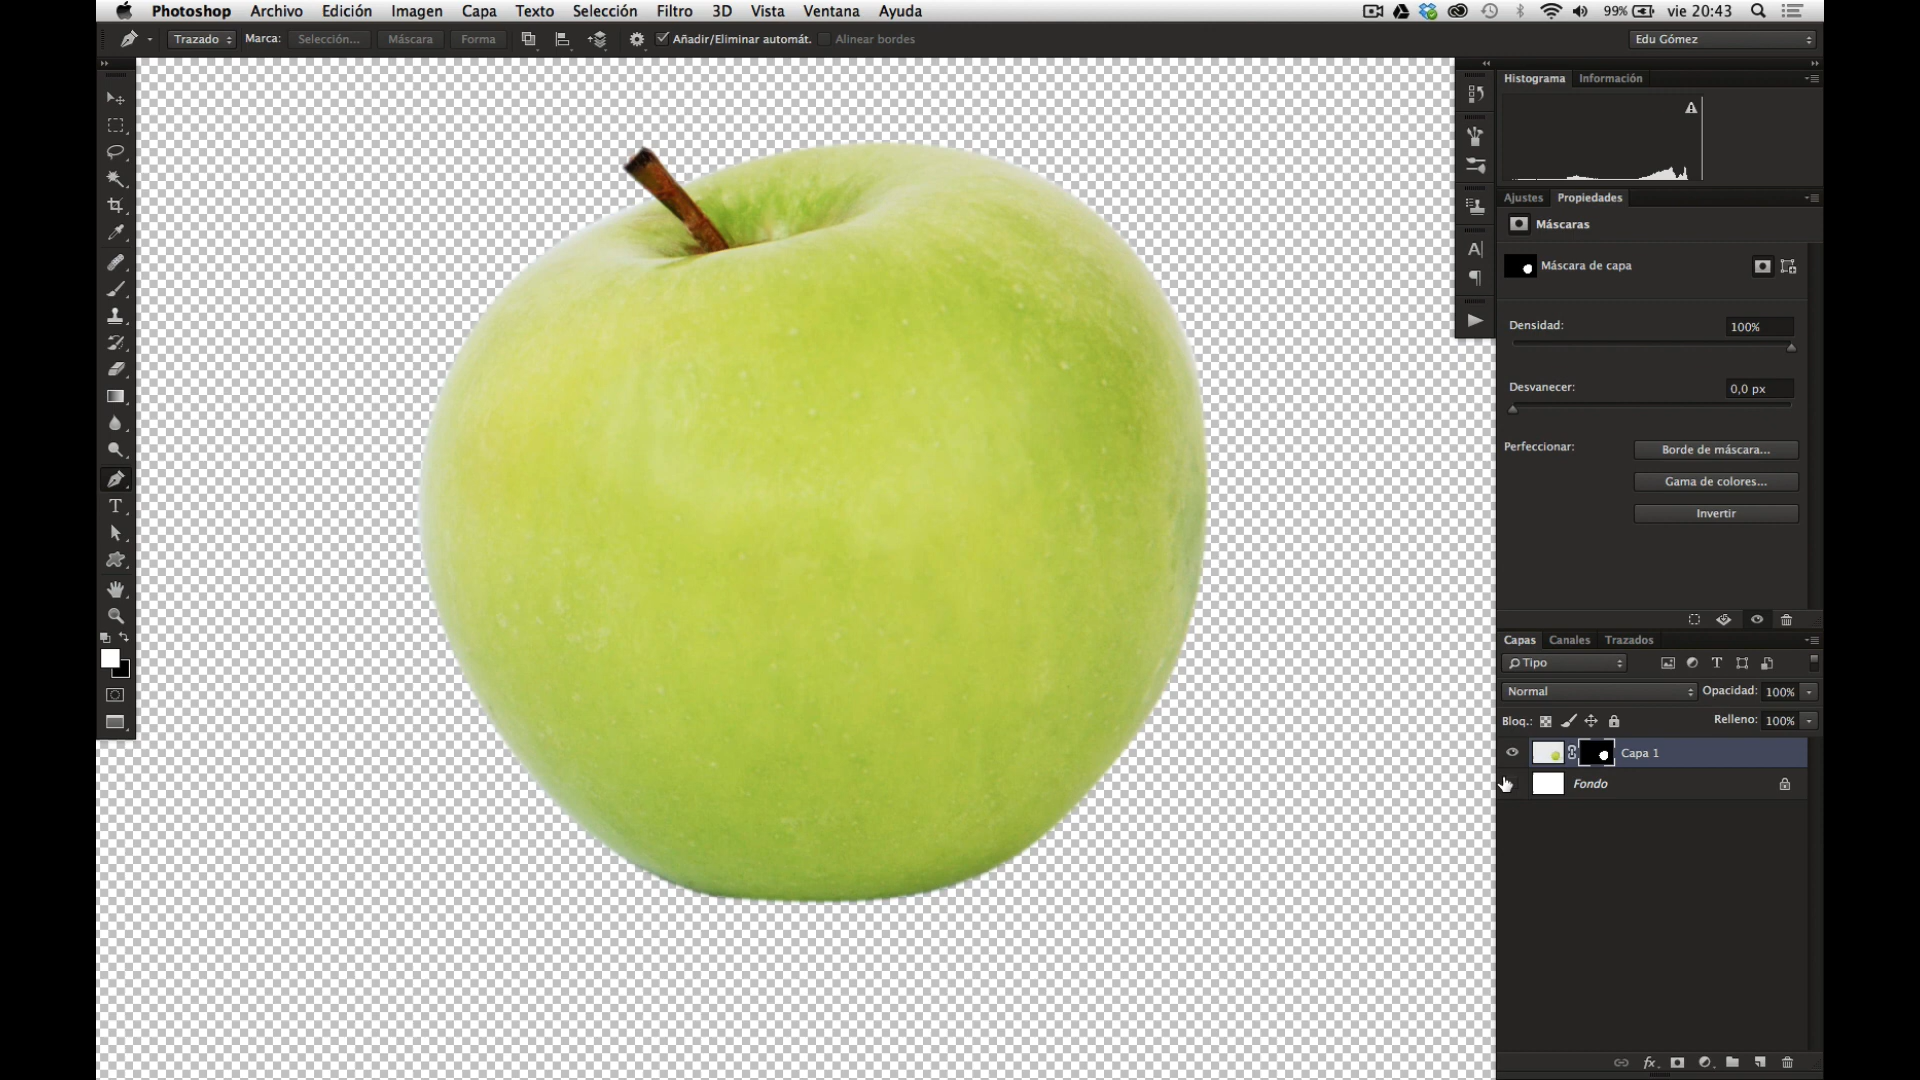 Photoshop Archivo Edición Imagen Capa Texto Selección Filtro 3D Vista Ventana Ayuda 99% vie 20:43
Trazado Marca: Selección... Máscara Forma Añadir/Eliminar automát. Alinear bordes Edu Gómez
Histograma Información
Ajustes Propiedades
Máscaras
Máscara de capa
Densidad: 100%
Desvanecer: 0,0 px
Perfeccionar: Borde de máscara...
Gama de colores...
Invertir
Capas Canales Trazados
Tipo
Normal Opacidad: 100%
Bloq.: Relleno: 100%
Capa 1
Fondo